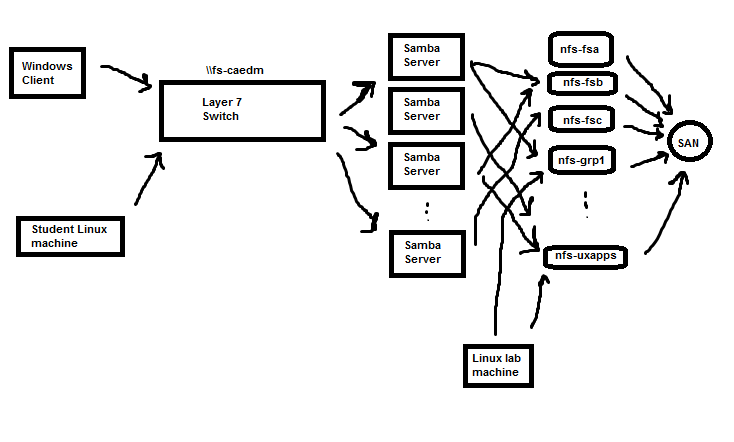 Windows
Client
\\fs-caedm
Layer 7
Switch
Student Linux
machine
Samba
Server
Samba
Server
Samba
Server
Samba
Server
nfs-fsa
nfs-fsb
nfs-fsc
nfs-grp1
nfs-uxapps
SAN
Linux lab
machine